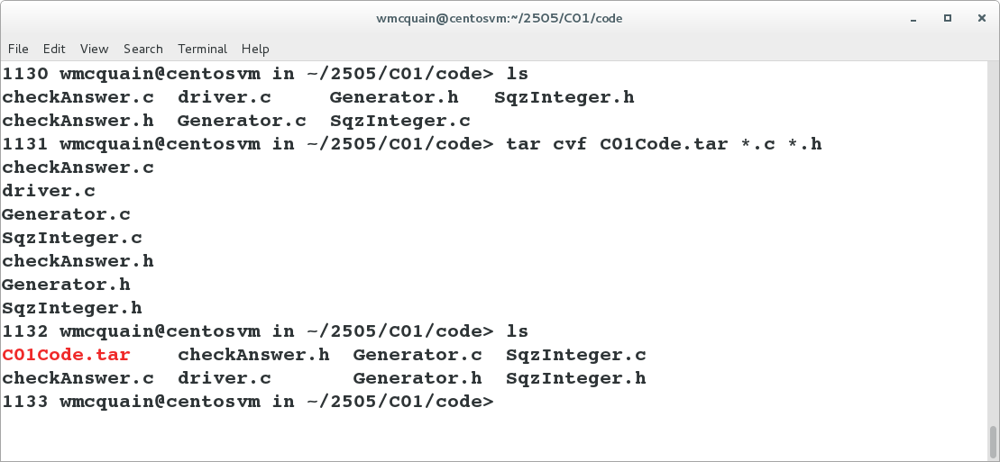 wmcquain@centosvm:~/2505/C01/code
File Edit View Search Terminal Help
1130 wmcquain@centosvm in ~/2505/C01/code> ls
checkAnswer.c  driver.c     Generator.h   SqzInteger.h
checkAnswer.h  Generator.c  SqzInteger.c
1131 wmcquain@centosvm in ~/2505/C01/code> tar cvf C01Code.tar *.c *.h
checkAnswer.c
driver.c
Generator.c
SqzInteger.c
checkAnswer.h
Generator.h
SqzInteger.h
1132 wmcquain@centosvm in ~/2505/C01/code> ls
C01Code.tar    checkAnswer.h  Generator.c  SqzInteger.c
checkAnswer.c  driver.c       Generator.h  SqzInteger.h
1133 wmcquain@centosvm in ~/2505/C01/code>